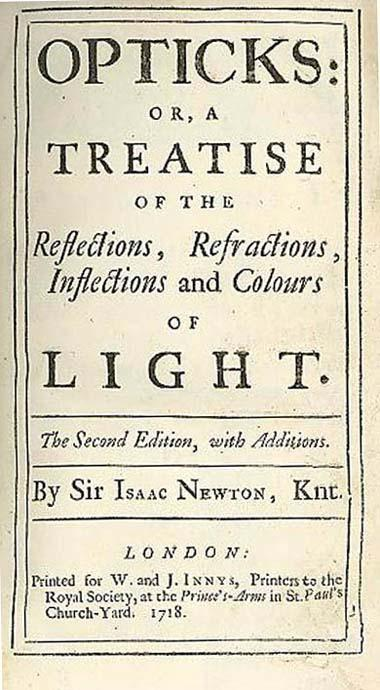 OPTICKS:
OR, A
TREATISE
OF THE
Reflections, Refractions,
Inflections and Colours
OF
LIGHT.
The Second Edition, with Additions.
By Sir ISAAC NEWTON, Knt.
LONDON:
Printed for W. and J. INNYS, Printers to the
Royal Society, at the Prince's-Arms in St. Paul's
Church-Yard. 1718.